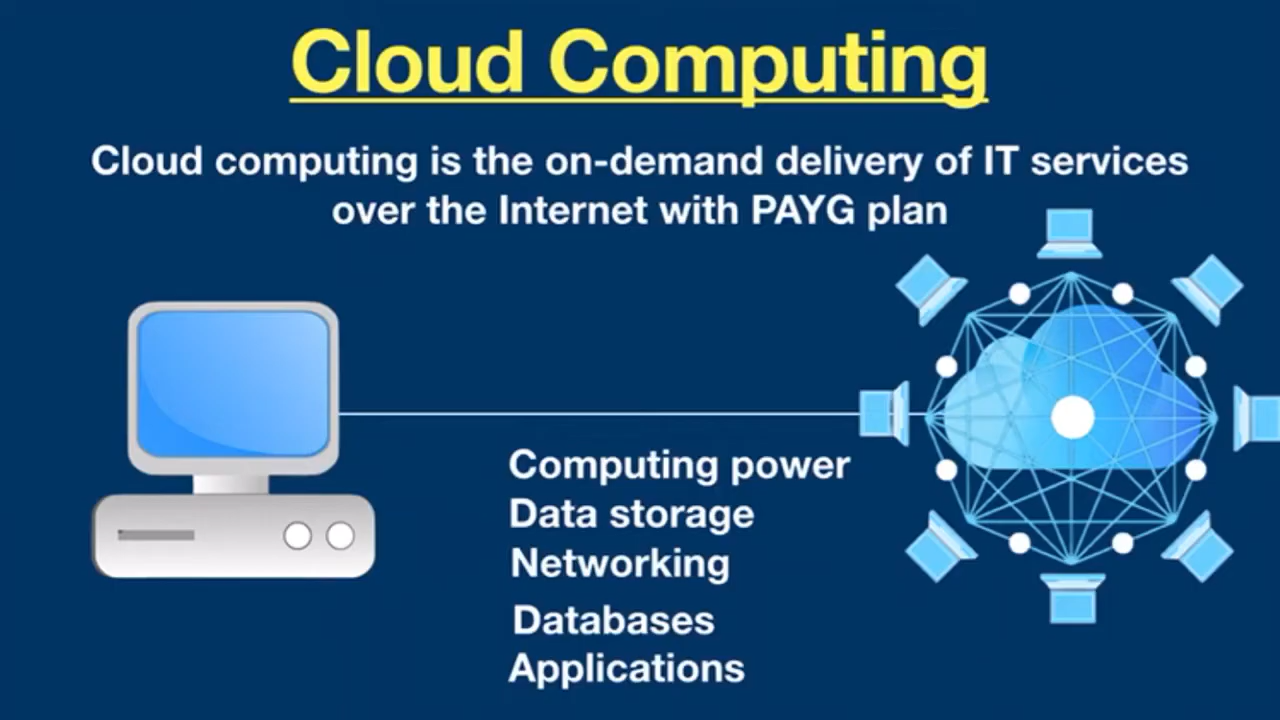 Cloud Computing
Cloud computing is the on-demand delivery of IT services
over the Internet with PAYG plan
Computing power
Data storage
Networking
Databases
Applications